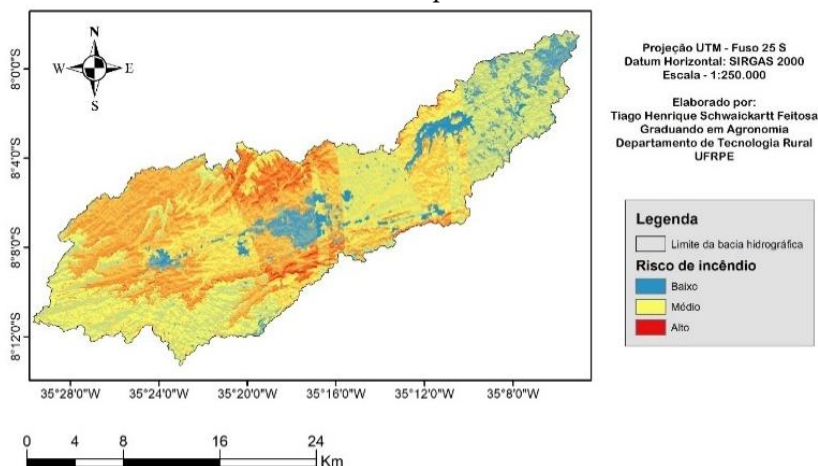 N
W E
S
8°0'0"S
8°4'0"S
8°8'0"S
8°12'0"S
35°28'0"W 35°24'0"W 35°20'0"W 35°16'0"W 35°12'0"W 35°8'0"W
0 4 8 16 24
Km
Projeção UTM - Fuso 25 S
Datum Horizontal: SIRGAS 2000
Escala - 1:250.000
Elaborado por:
Tiago Henrique Schwaickartt Feitosa
Graduando em Agronomia
Departamento de Tecnologia Rural
UFRPE
Legenda
Limite da bacia hidrográfica
Risco de incêndio
Baixo
Médio
Alto